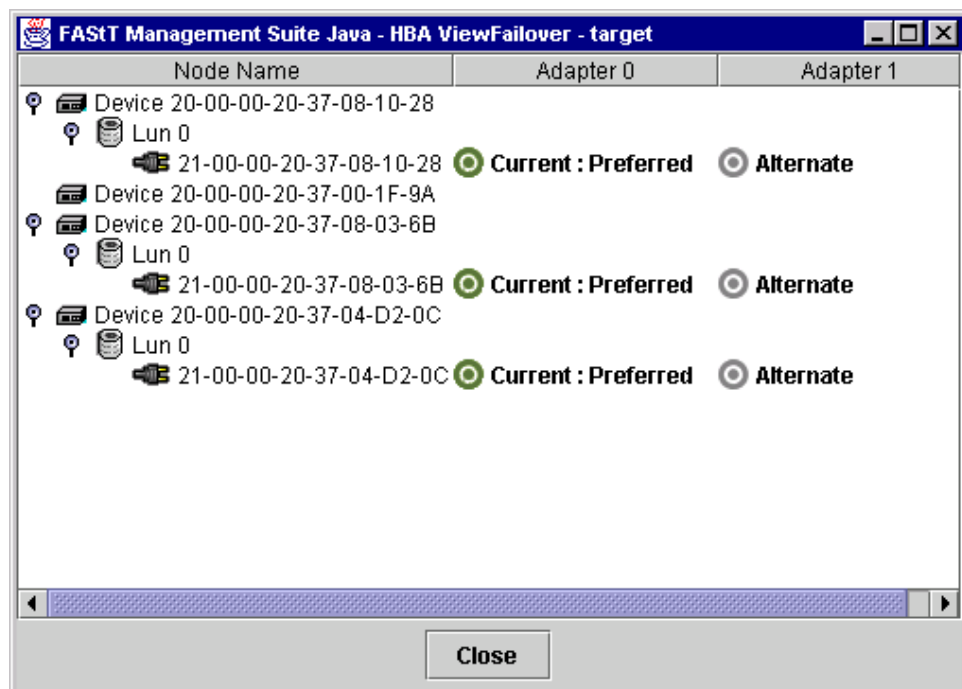 FAStT Management Suite Java - HBA ViewFailover - target
Node Name Adapter 0 Adapter 1
Device 20-00-00-20-37-08-10-28
Lun 0
21-00-00-20-37-08-10-28 Current : Preferred Alternate
Device 20-00-00-20-37-00-1F-9A
Device 20-00-00-20-37-08-03-6B
Lun 0
21-00-00-20-37-08-03-6B Current : Preferred Alternate
Device 20-00-00-20-37-04-D2-0C
Lun 0
21-00-00-20-37-04-D2-0C Current : Preferred Alternate
Close